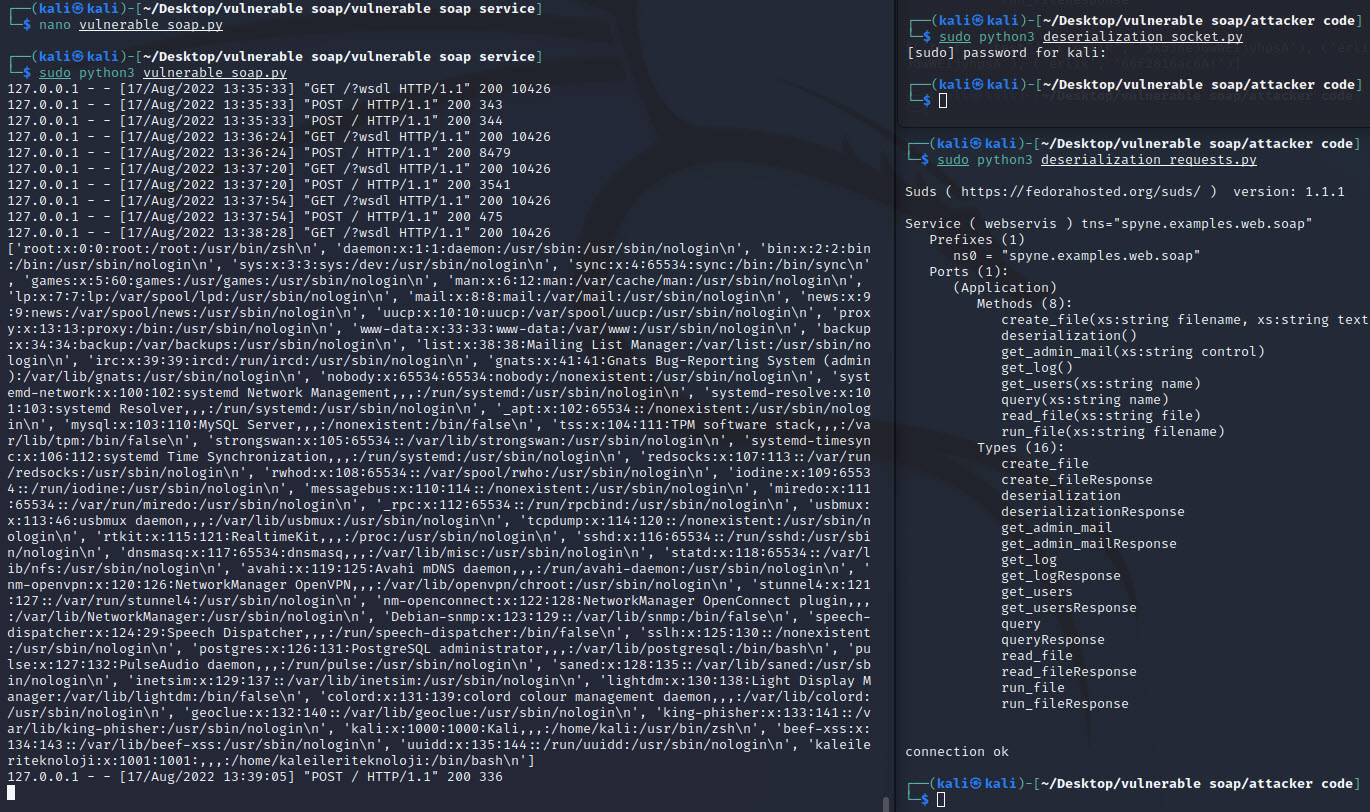 ┌──(kali㉿kali)-[~/Desktop/vulnerable soap/vulnerable soap service]
└─$ nano vulnerable_soap.py
┌──(kali㉿kali)-[~/Desktop/vulnerable soap/vulnerable soap service]
└─$ sudo python3 vulnerable_soap.py
127.0.0.1 - - [17/Aug/2022 13:35:33] "GET /?wsdl HTTP/1.1" 200 10426
127.0.0.1 - - [17/Aug/2022 13:35:33] "POST / HTTP/1.1" 200 343
127.0.0.1 - - [17/Aug/2022 13:35:33] "POST / HTTP/1.1" 200 344
127.0.0.1 - - [17/Aug/2022 13:36:24] "GET /?wsdl HTTP/1.1" 200 10426
127.0.0.1 - - [17/Aug/2022 13:36:24] "POST / HTTP/1.1" 200 8479
127.0.0.1 - - [17/Aug/2022 13:37:20] "GET /?wsdl HTTP/1.1" 200 10426
127.0.0.1 - - [17/Aug/2022 13:37:20] "POST / HTTP/1.1" 200 3541
127.0.0.1 - - [17/Aug/2022 13:37:54] "GET /?wsdl HTTP/1.1" 200 10426
127.0.0.1 - - [17/Aug/2022 13:37:54] "POST / HTTP/1.1" 200 475
127.0.0.1 - - [17/Aug/2022 13:38:28] "GET /?wsdl HTTP/1.1" 200 10426
['root:x:0:0:root:/root:/usr/bin/zsh\n', 'daemon:x:1:1:daemon:/usr/sbin:/usr/sbin/nologin\n', 'bin:x:2:2:bin
:/bin:/usr/sbin/nologin\n', 'sys:x:3:3:sys:/dev:/usr/sbin/nologin\n', 'sync:x:4:65534:sync:/bin:/bin/sync\n'
, 'games:x:5:60:games:/usr/games:/usr/sbin/nologin\n', 'man:x:6:12:man:/var/cache/man:/usr/sbin/nologin\n',
'lp:x:7:7:lp:/var/spool/lpd:/usr/sbin/nologin\n', 'mail:x:8:8:mail:/var/mail:/usr/sbin/nologin\n', 'news:x:9
:9:news:/var/spool/news:/usr/sbin/nologin\n', 'uucp:x:10:10:uucp:/var/spool/uucp:/usr/sbin/nologin\n', 'prox
y:x:13:13:proxy:/bin:/usr/sbin/nologin\n', 'www-data:x:33:33:www-data:/var/www:/usr/sbin/nologin\n', 'backup
:x:34:34:backup:/var/backups:/usr/sbin/nologin\n', 'list:x:38:38:Mailing List Manager:/var/list:/usr/sbin/no
login\n', 'irc:x:39:39:ircd:/run/ircd:/usr/sbin/nologin\n', 'gnats:x:41:41:Gnats Bug-Reporting System (admin
):/var/lib/gnats:/usr/sbin/nologin\n', 'nobody:x:65534:65534:nobody:/nonexistent:/usr/sbin/nologin\n', 'syst
emd-network:x:100:102:systemd Network Management,,,:/run/systemd:/usr/sbin/nologin\n', 'systemd-resolve:x:10
1:103:systemd Resolver,,,:/run/systemd:/usr/sbin/nologin\n', '_apt:x:102:65534::/nonexistent:/usr/sbin/nolog
in\n', 'mysql:x:103:110:MySQL Server,,,:/nonexistent:/bin/false\n', 'tss:x:104:111:TPM software stack,,,:/va
r/lib/tpm:/bin/false\n', 'strongswan:x:105:65534::/var/lib/strongswan:/usr/sbin/nologin\n', 'systemd-timesyn
c:x:106:112:systemd Time Synchronization,,,:/run/systemd:/usr/sbin/nologin\n', 'redsocks:x:107:113::/var/run
/redsocks:/usr/sbin/nologin\n', 'rwhod:x:108:65534::/var/spool/rwho:/usr/sbin/nologin\n', 'iodine:x:109:6553
4::/run/iodine:/usr/sbin/nologin\n', 'messagebus:x:110:114::/nonexistent:/usr/sbin/nologin\n', 'miredo:x:111
:65534::/var/run/miredo:/usr/sbin/nologin\n', '_rpc:x:112:65534::/run/rpcbind:/usr/sbin/nologin\n', 'usbmux:
x:113:46:usbmux daemon,,,:/var/lib/usbmux:/usr/sbin/nologin\n', 'tcpdump:x:114:120::/nonexistent:/usr/sbin/n
ologin\n', 'rtkit:x:115:121:RealtimeKit,,,:/proc:/usr/sbin/nologin\n', 'sshd:x:116:65534::/run/sshd:/usr/sbi
n/nologin\n', 'dnsmasq:x:117:65534:dnsmasq,,,:/var/lib/misc:/usr/sbin/nologin\n', 'statd:x:118:65534::/var/l
ib/nfs:/usr/sbin/nologin\n', 'avahi:x:119:125:Avahi mDNS daemon,,,:/run/avahi-daemon:/usr/sbin/nologin\n', '
nm-openvpn:x:120:126:NetworkManager OpenVPN,,,:/var/lib/openvpn/chroot:/usr/sbin/nologin\n', 'stunnel4:x:121
:127::/var/run/stunnel4:/usr/sbin/nologin\n', 'nm-openconnect:x:122:128:NetworkManager OpenConnect plugin,,,
:/var/lib/NetworkManager:/usr/sbin/nologin\n', 'Debian-snmp:x:123:129::/var/lib/snmp:/bin/false\n', 'speech-
dispatcher:x:124:29:Speech Dispatcher,,,:/run/speech-dispatcher:/bin/false\n', 'sslh:x:125:130::/nonexistent
:/usr/sbin/nologin\n', 'postgres:x:126:131:PostgreSQL administrator,,,:/var/lib/postgresql:/bin/bash\n', 'pu
lse:x:127:132:PulseAudio daemon,,,:/run/pulse:/usr/sbin/nologin\n', 'saned:x:128:135::/var/lib/saned:/usr/sb
in/nologin\n', 'inetsim:x:129:137::/var/lib/inetsim:/usr/sbin/nologin\n', 'lightdm:x:130:138:Light Display M
anager:/var/lib/lightdm:/bin/false\n', 'colord:x:131:139:colord colour management daemon,,,:/var/lib/colord:
/usr/sbin/nologin\n', 'geoclue:x:132:140::/var/lib/geoclue:/usr/sbin/nologin\n', 'king-phisher:x:133:141::/v
ar/lib/king-phisher:/usr/sbin/nologin\n', 'kali:x:1000:1000:Kali,,,:/home/kali:/usr/bin/zsh\n', 'beef-xss:x:
134:143::/var/lib/beef-xss:/usr/sbin/nologin\n', 'uuidd:x:135:144::/run/uuidd:/usr/sbin/nologin\n', 'kaleile
riteknoloji:x:1001:1001:,,,:/home/kaleileriteknoloji:/bin/bash\n']
127.0.0.1 - - [17/Aug/2022 13:39:05] "POST / HTTP/1.1" 200 336
┌──(kali㉿kali)-[~/Desktop/vulnerable soap/attacker code]
└─$ sudo python3 deserialization_socket.py
[sudo] password for kali:
┌──(kali㉿kali)-[~/Desktop/vulnerable soap/attacker code]
└─$
┌──(kali㉿kali)-[~/Desktop/vulnerable soap/attacker code]
└─$ sudo python3 deserialization_requests.py
Suds ( https://fedorahosted.org/suds/ )  version: 1.1.1
Service ( webservis ) tns="spyne.examples.web.soap"
Prefixes (1)
ns0 = "spyne.examples.web.soap"
Ports (1):
(Application)
Methods (8):
create_file(xs:string filename, xs:string text
deserialization()
get_admin_mail(xs:string control)
get_log()
get_users(xs:string name)
query(xs:string name)
read_file(xs:string file)
run_file(xs:string filename)
Types (16):
create_file
create_fileResponse
deserialization
deserializationResponse
get_admin_mail
get_admin_mailResponse
get_log
get_logResponse
get_users
get_usersResponse
query
queryResponse
read_file
read_fileResponse
run_file
run_fileResponse
connection ok
┌──(kali㉿kali)-[~/Desktop/vulnerable soap/attacker code]
└─$